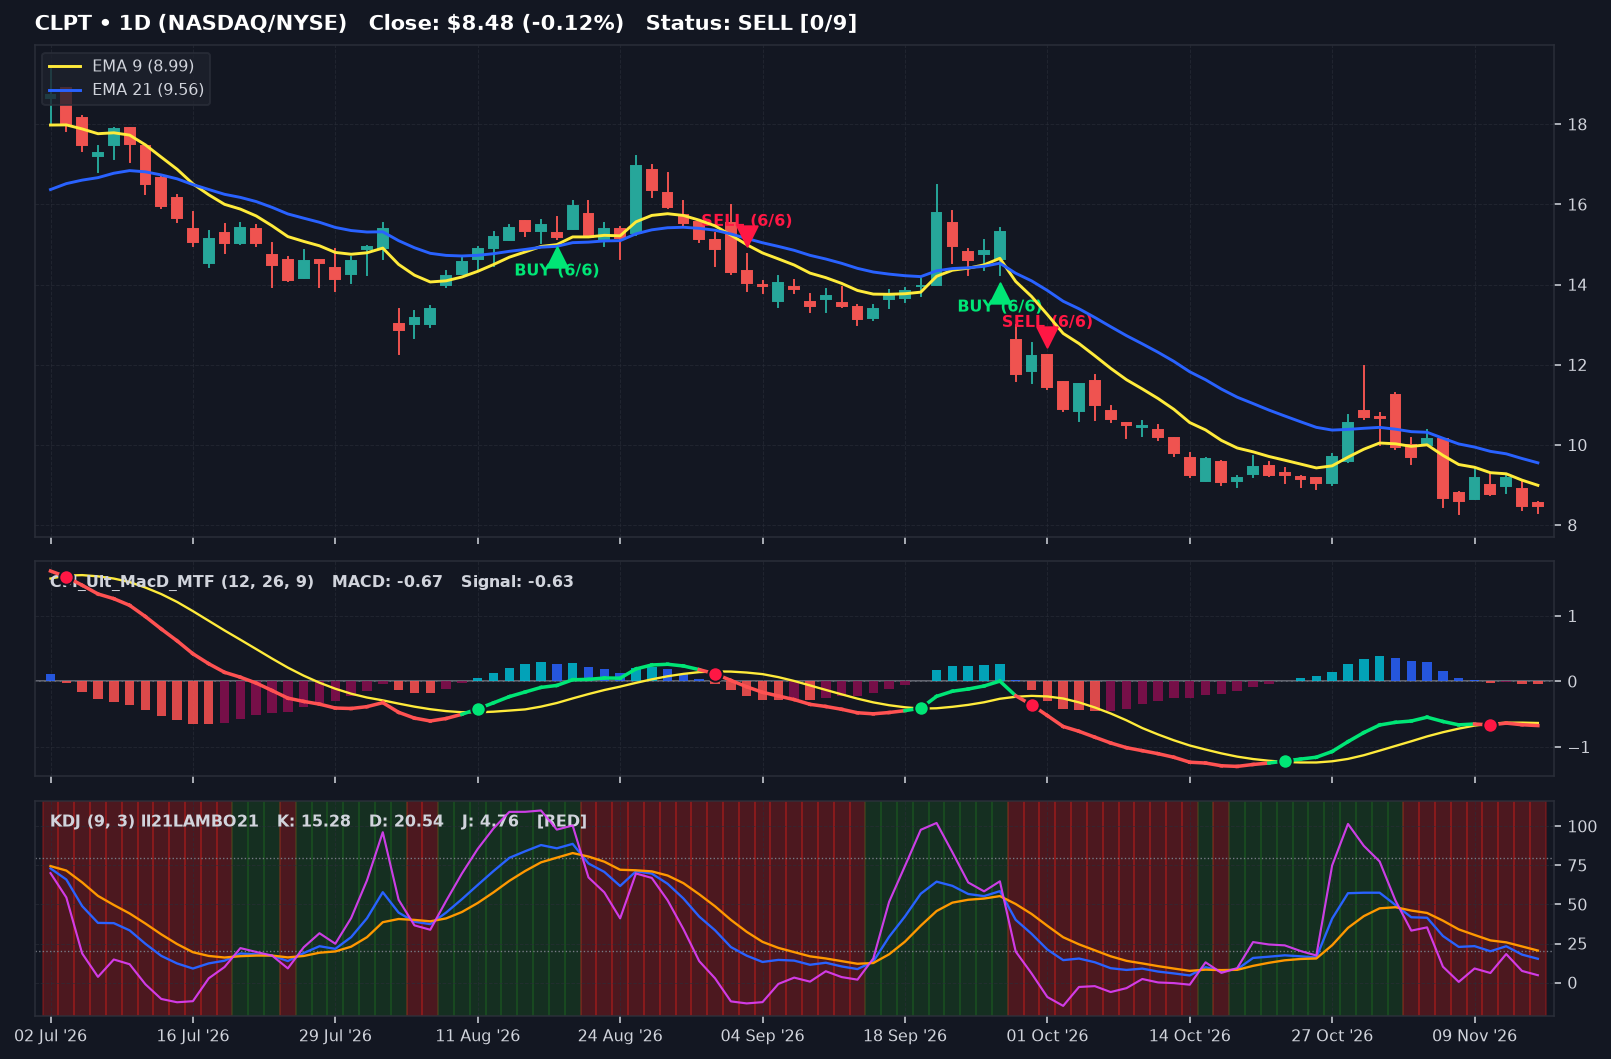 CLPT • 1D (NASDAQ/NYSE)   Close: $8.48 (-0.12%)   Status: SELL [0/9]
EMA 9 (8.99)
EMA 21 (9.56)
18
16
14
12
10
8
SELL (6/6)
BUY (6/6)
BUY (6/6)
SELL (6/6)
_Ult_MacD_MTF (12, 26, 9)   MACD: -0.67   Signal: -0.63
1
0
−1
KDJ (9, 3) II21LAMBO21   K: 15.28   D: 20.54   J: 4.76   [RED]
100
75
50
25
0
02 Jul '26
16 Jul '26
29 Jul '26
11 Aug '26
24 Aug '26
04 Sep '26
18 Sep '26
01 Oct '26
14 Oct '26
27 Oct '26
09 Nov '26